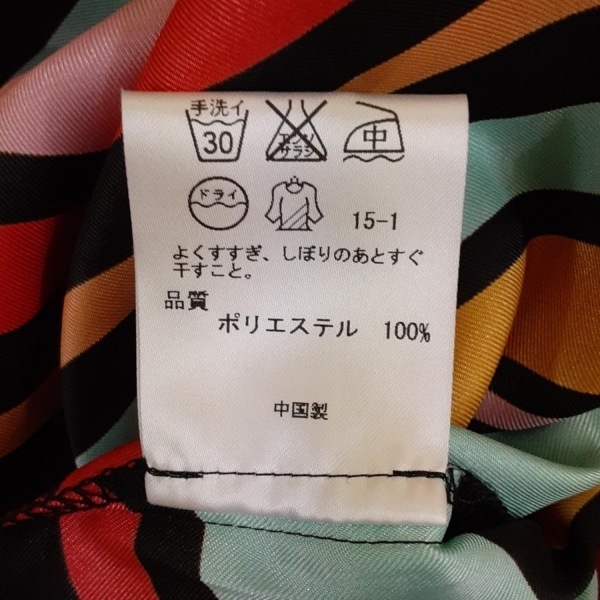 手洗イ
30
エンソ
サラシ
中
ドライ
15-1
よくすすぎ、しぼりのあとすぐ
干すこと。
品質
ポリエステル 100%
中国製